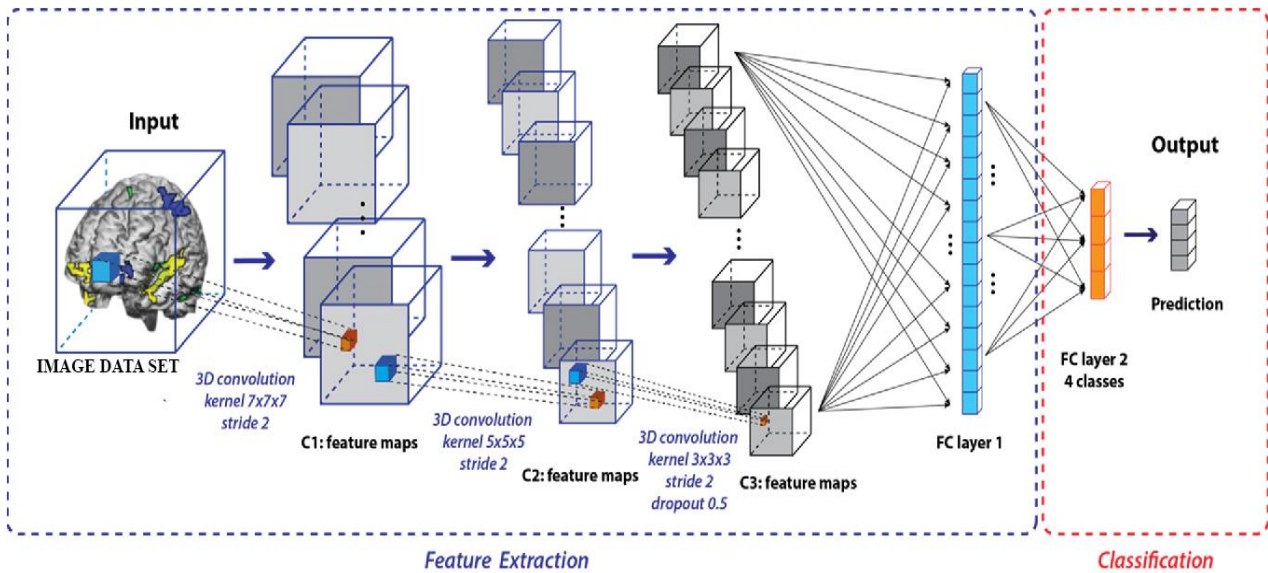 Input
IMAGE DATA SET
3D convolution
kernel 7x7x7
stride 2
C1: feature maps
3D convolution
kernel 5x5x5
stride 2
C2: feature maps
3D convolution
kernel 3x3x3
stride 2
dropout 0.5
C3: feature maps
FC layer 1
FC layer 2
4 classes
Output
Prediction
Feature Extraction
Classification